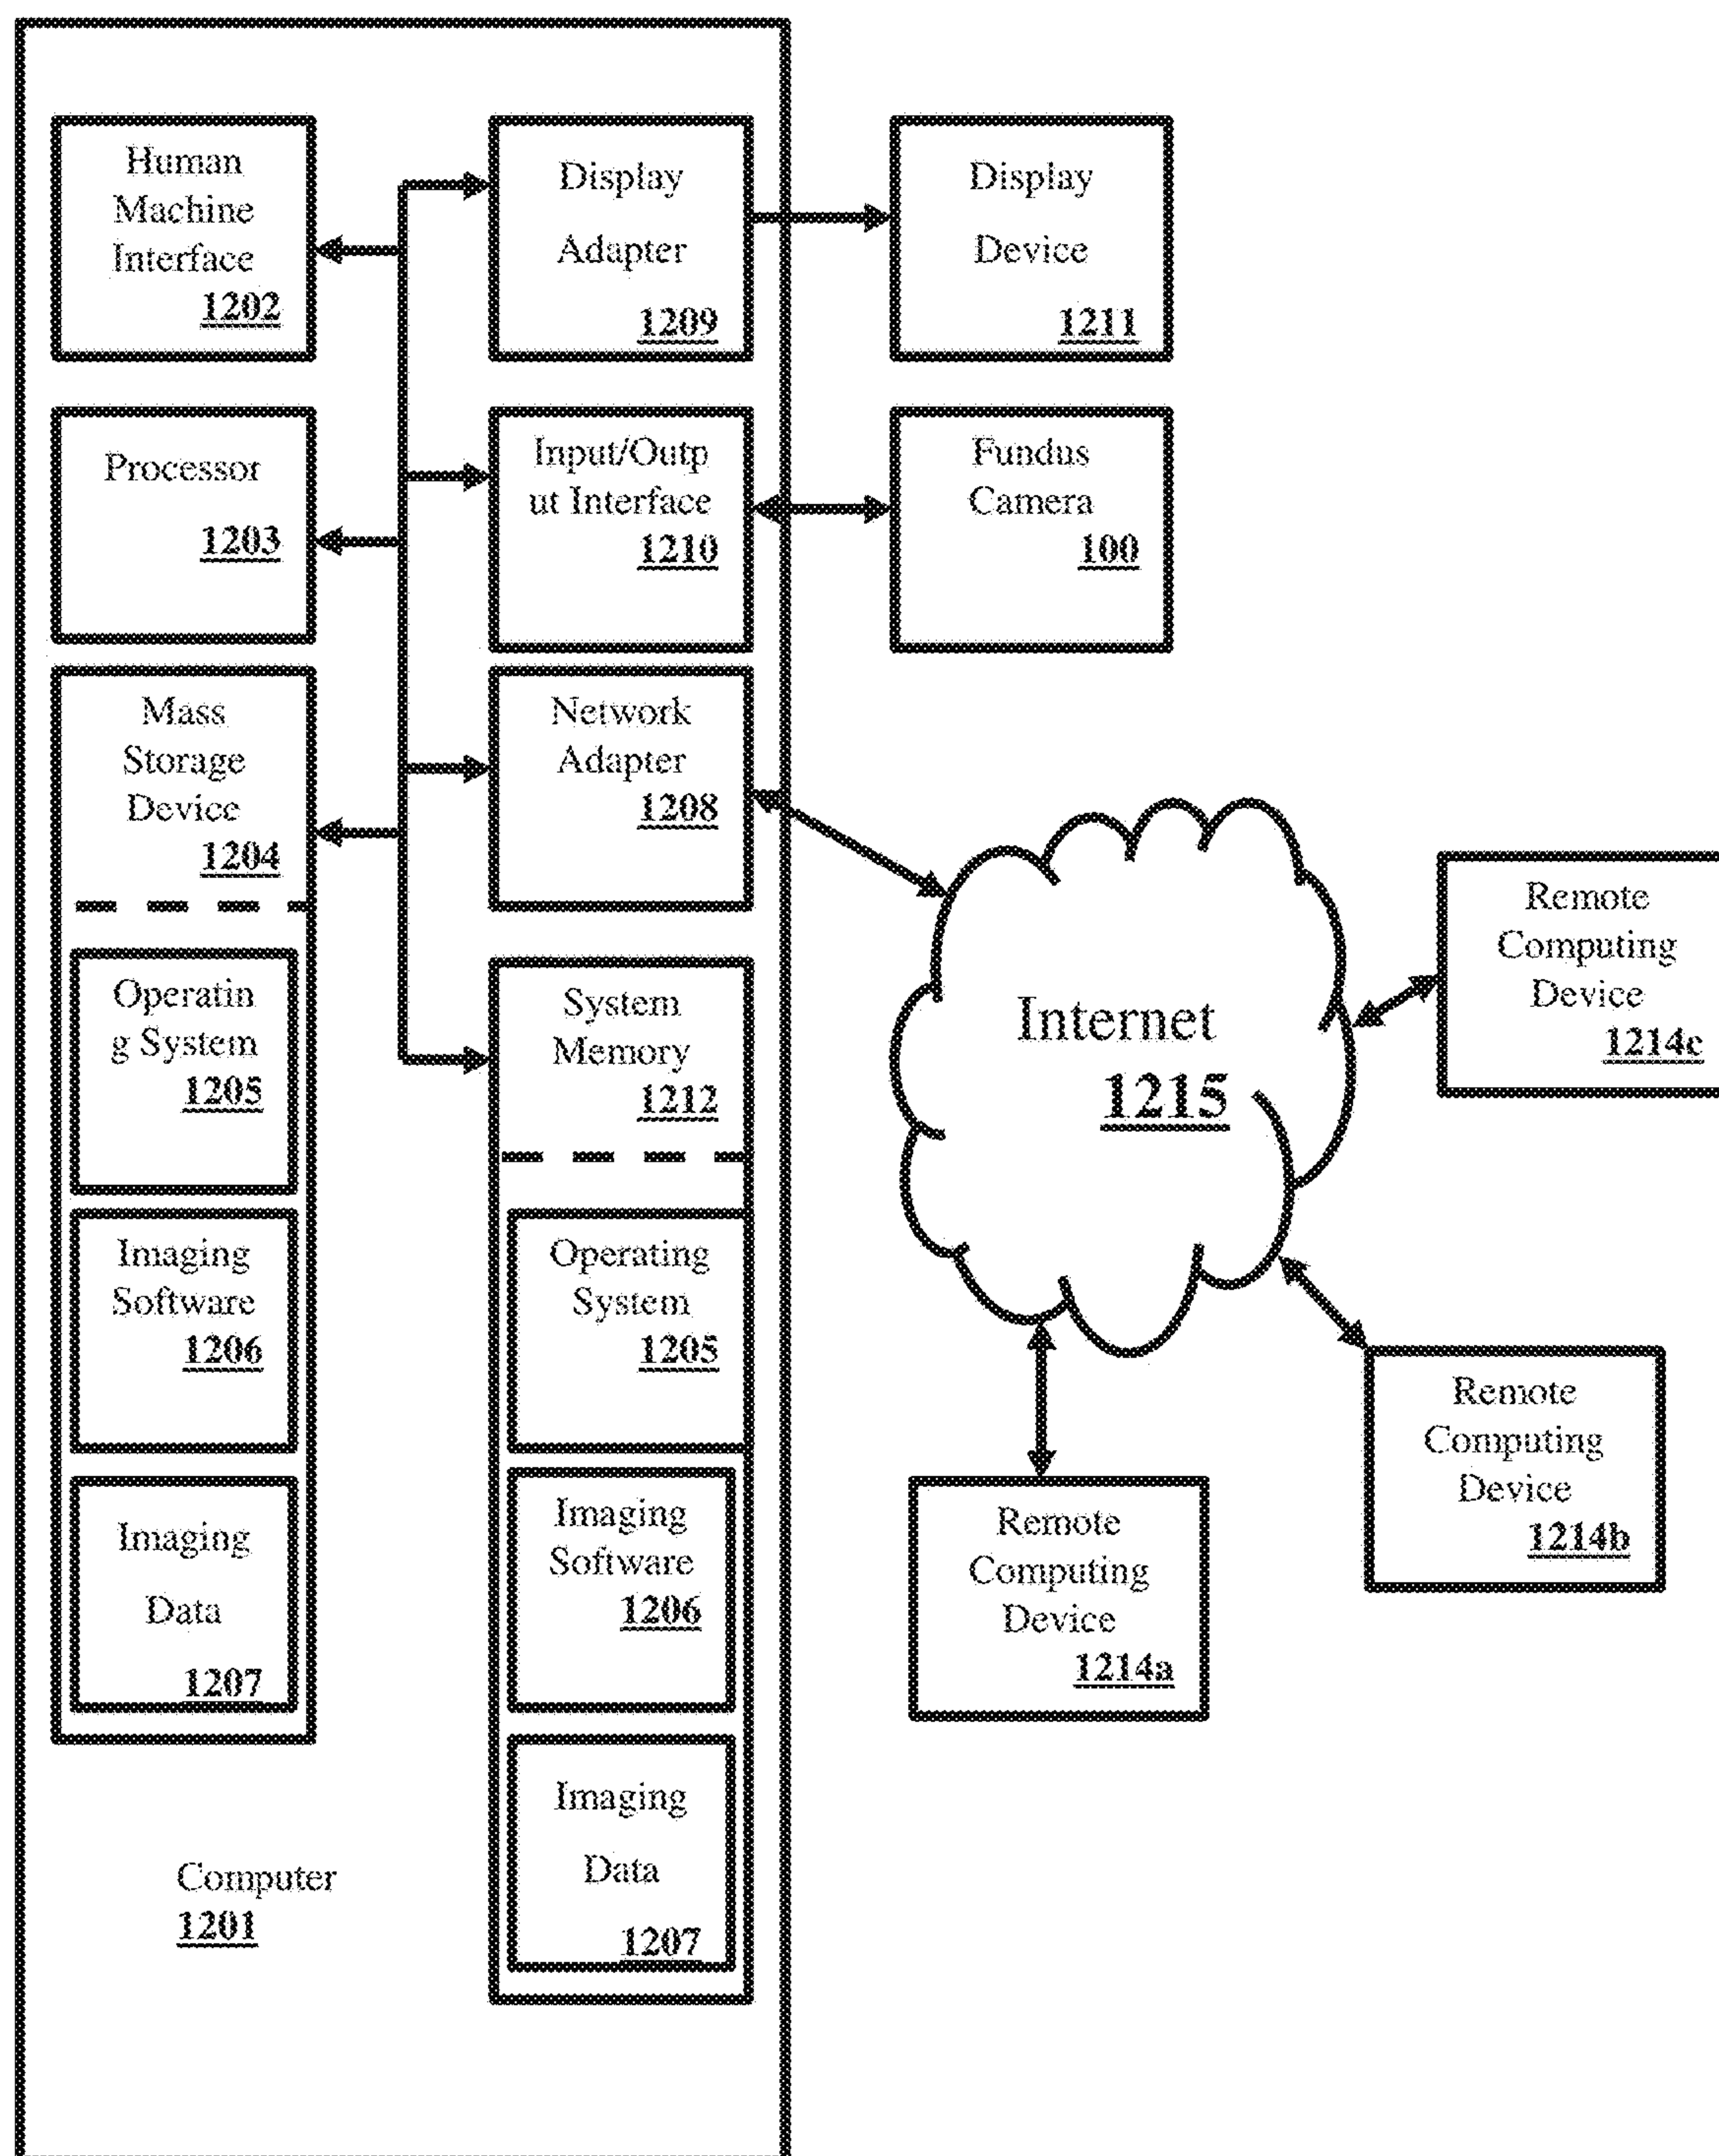 Human
Machine
Interface
1202
Display
Adapter
1209
Display
Device
1211
Processor
1203
Input/Outp
ut Interface
1210
Fundus
Camera
100
Mass
Storage
Device
1204
Network
Adapter
1208
Operatin
g System
1205
System
Memory
1212
Internet
1215
Remote
Computing
Device
1214c
Imaging
Software
1206
Operating
System
1205
Remote
Computing
Device
1214b
Imaging
Data
1207
Imaging
Software
1206
Remote
Computing
Device
1214a
Imaging
Data
1207
Computer
1201